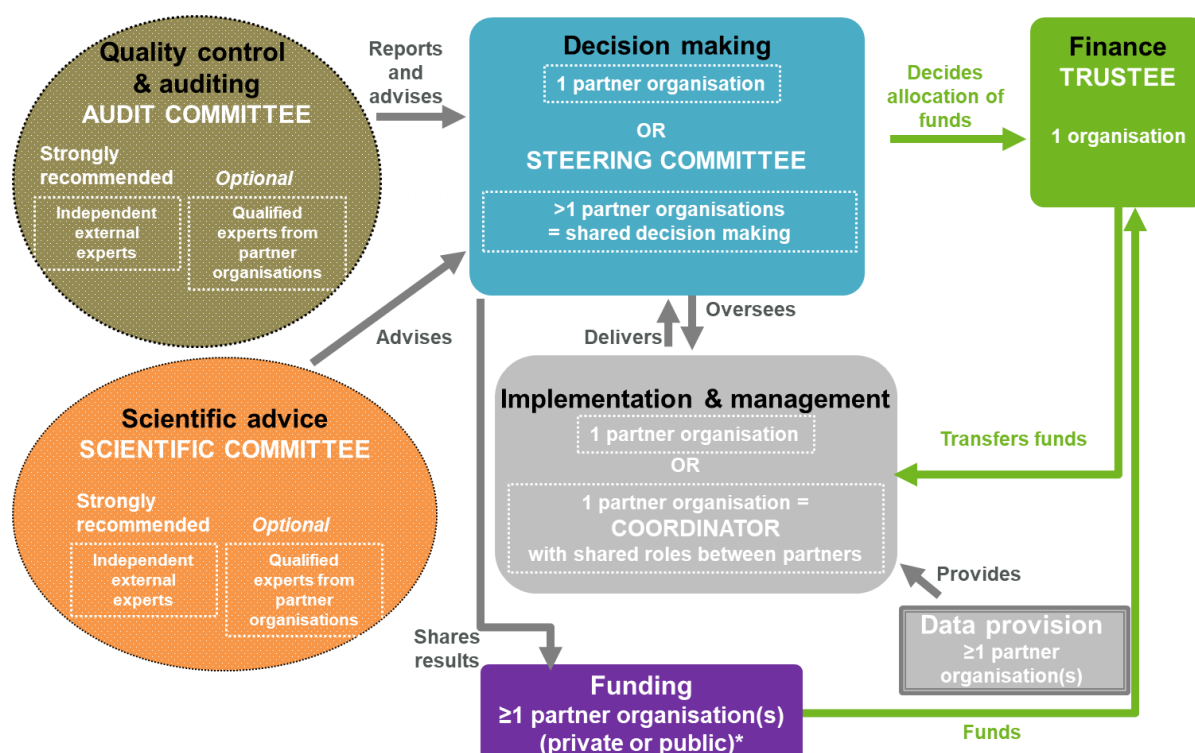 Quality control
& auditing
AUDIT COMMITTEE
Strongly
recommended
Optional
Independent
external
experts
Qualified
experts from
partner
organisations
Reports
and
advises
Decision making
1 partner organisation
OR
STEERING COMMITTEE
>1 partner organisations
= shared decision making
Decides
allocation of
funds
Finance
TRUSTEE
1 organisation
Advises
Delivers
Oversees
Scientific advice
SCIENTIFIC COMMITTEE
Strongly
recommended
Optional
Independent
external
experts
Qualified
experts from
partner
organisations
Implementation & management
1 partner organisation
OR
1 partner organisation =
COORDINATOR
with shared roles between partners
Transfers funds
Provides
Data provision
≥1 partner
organisation(s)
Shares
results
Funding
≥1 partner organisation(s)
(private or public)*
Funds